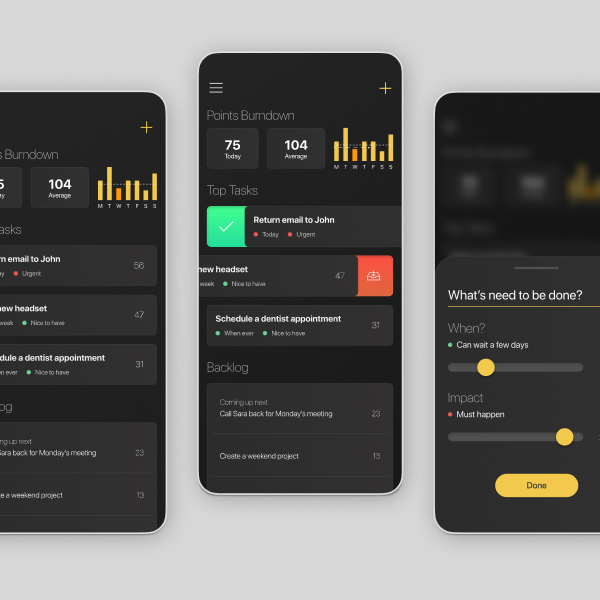 s Burndown
5
104
Average
M T W T F S S
asks
rn email to John
Urgent
56
new headset
week
Nice to have
47
dule a dentist appointment
n ever
Nice to have
31
og
ng up next
Sara back for Monday's meeting
23
e a weekend project
13
Points Burndown
75
Today
104
Average
M T W T F S S
Top Tasks
Return email to John
Today
Urgent
new headset
week
Nice to have
47
Schedule a dentist appointment
When ever
Nice to have
31
Backlog
Coming up next
Call Sara back for Monday's meeting
23
Create a weekend project
13
What's need to be done?
When?
Can wait a few days
Impact
Must happen
Done